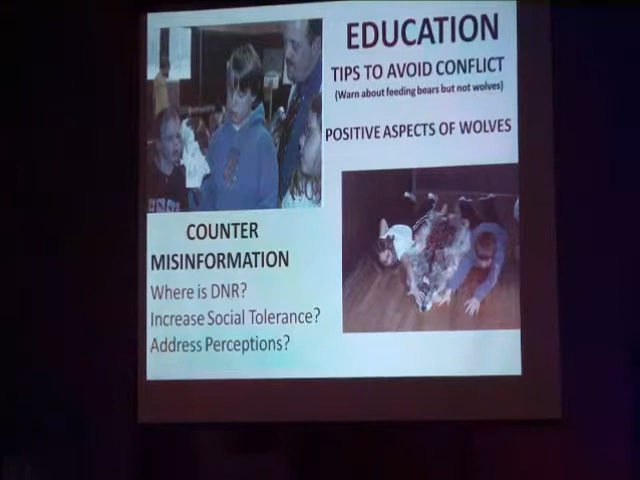 EDUCATION
TIPS TO AVOID CONFLICT
(Warn about feeding bears but not wolves)
POSITIVE ASPECTS OF WOLVES
COUNTER
MISINFORMATION
Where is DNR?
Increase Social Tolerance?
Address Perceptions?